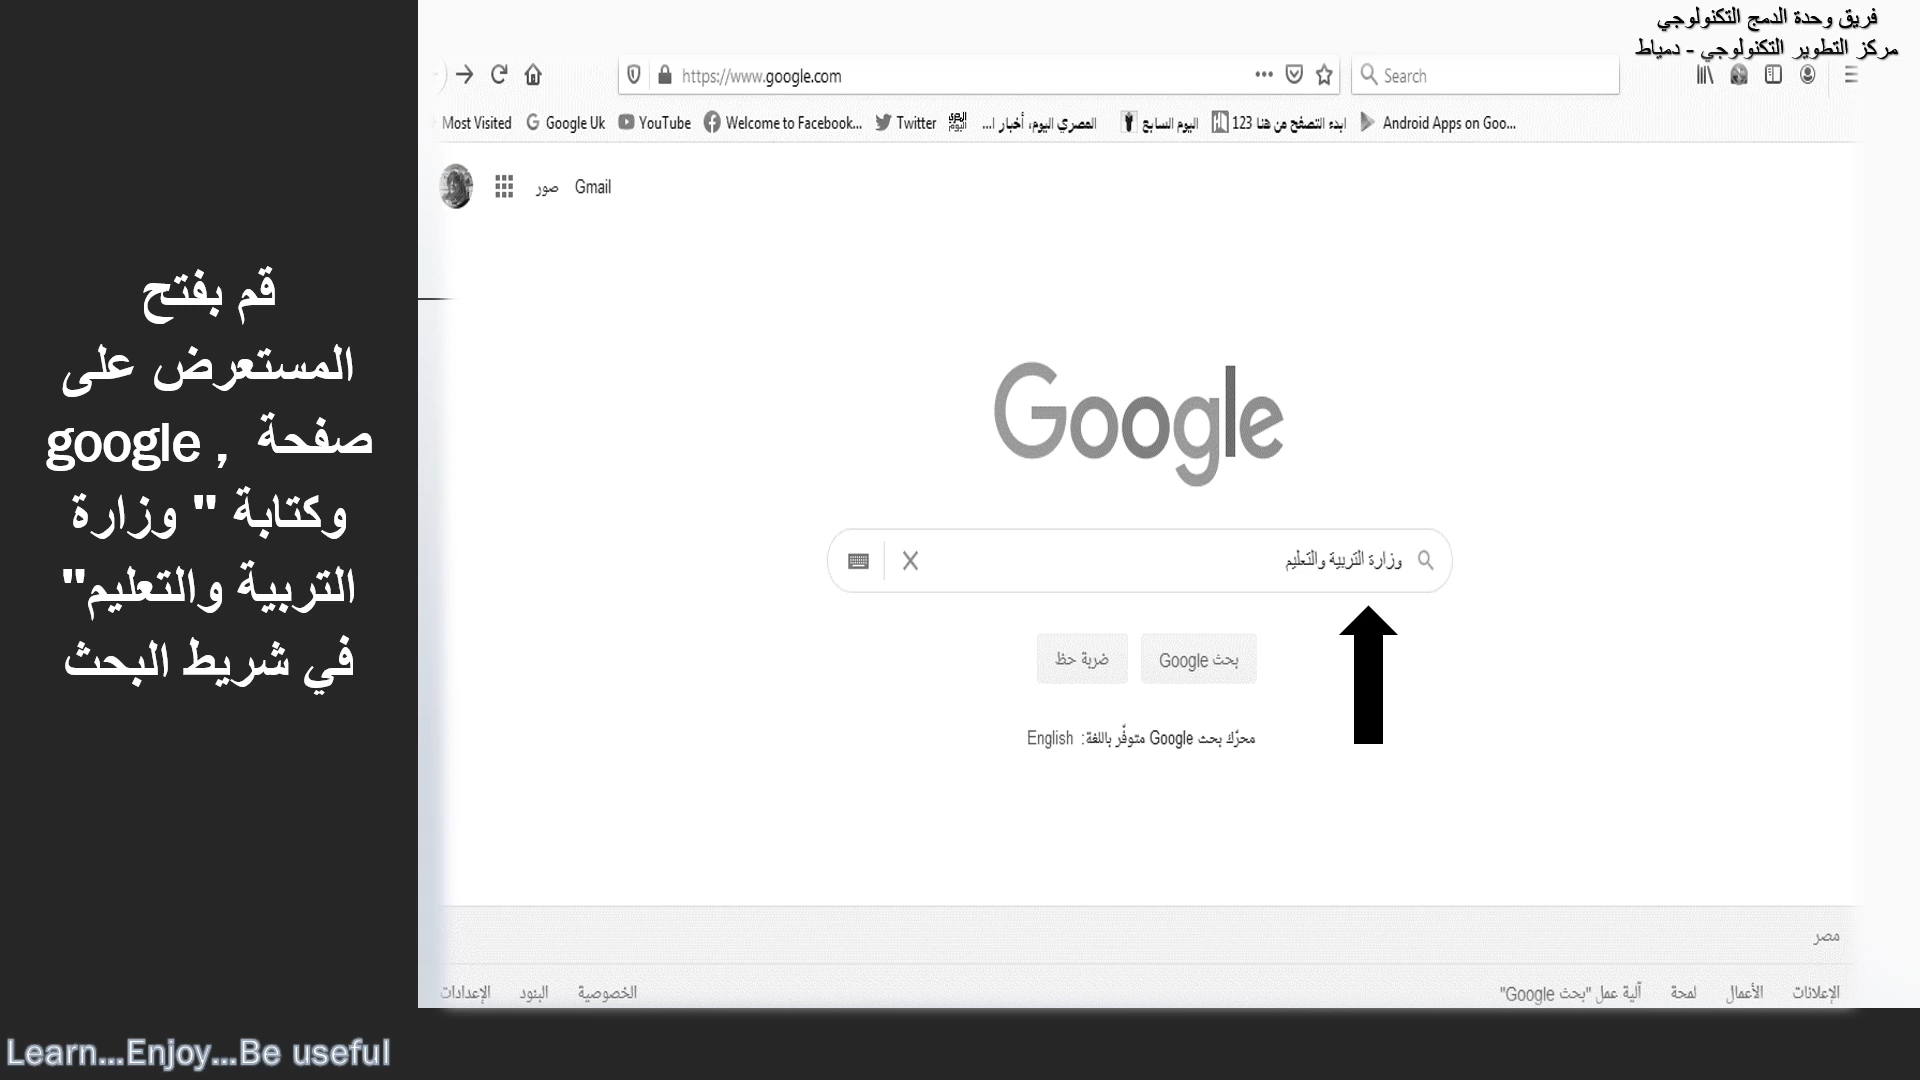 فريق وحدة الدمج التكنولوجي
مركز التطوير التكنولوجي - دمياط
https://www.google.com
Search
Most Visited
Google Uk
YouTube
Welcome to Facebook...
Twitter
المصري اليوم، أخبار ا...
اليوم السابع
ابدء التصفح من هنا 123
Android Apps on Goo...
صور
Gmail
قم بفتح
المستعرض على
صفحة google ,
وكتابة " وزارة
التربية والتعليم"
في شريط البحث
Google
وزارة التربية والتعليم
بحث Google
ضربة حظ
محرّك بحث Google متوفّر باللغة: English
مصر
الإعلانات
الأعمال
لمحة
آلية عمل "بحث Google"
الخصوصية
البنود
الإعدادات
Learn...Enjoy...Be useful